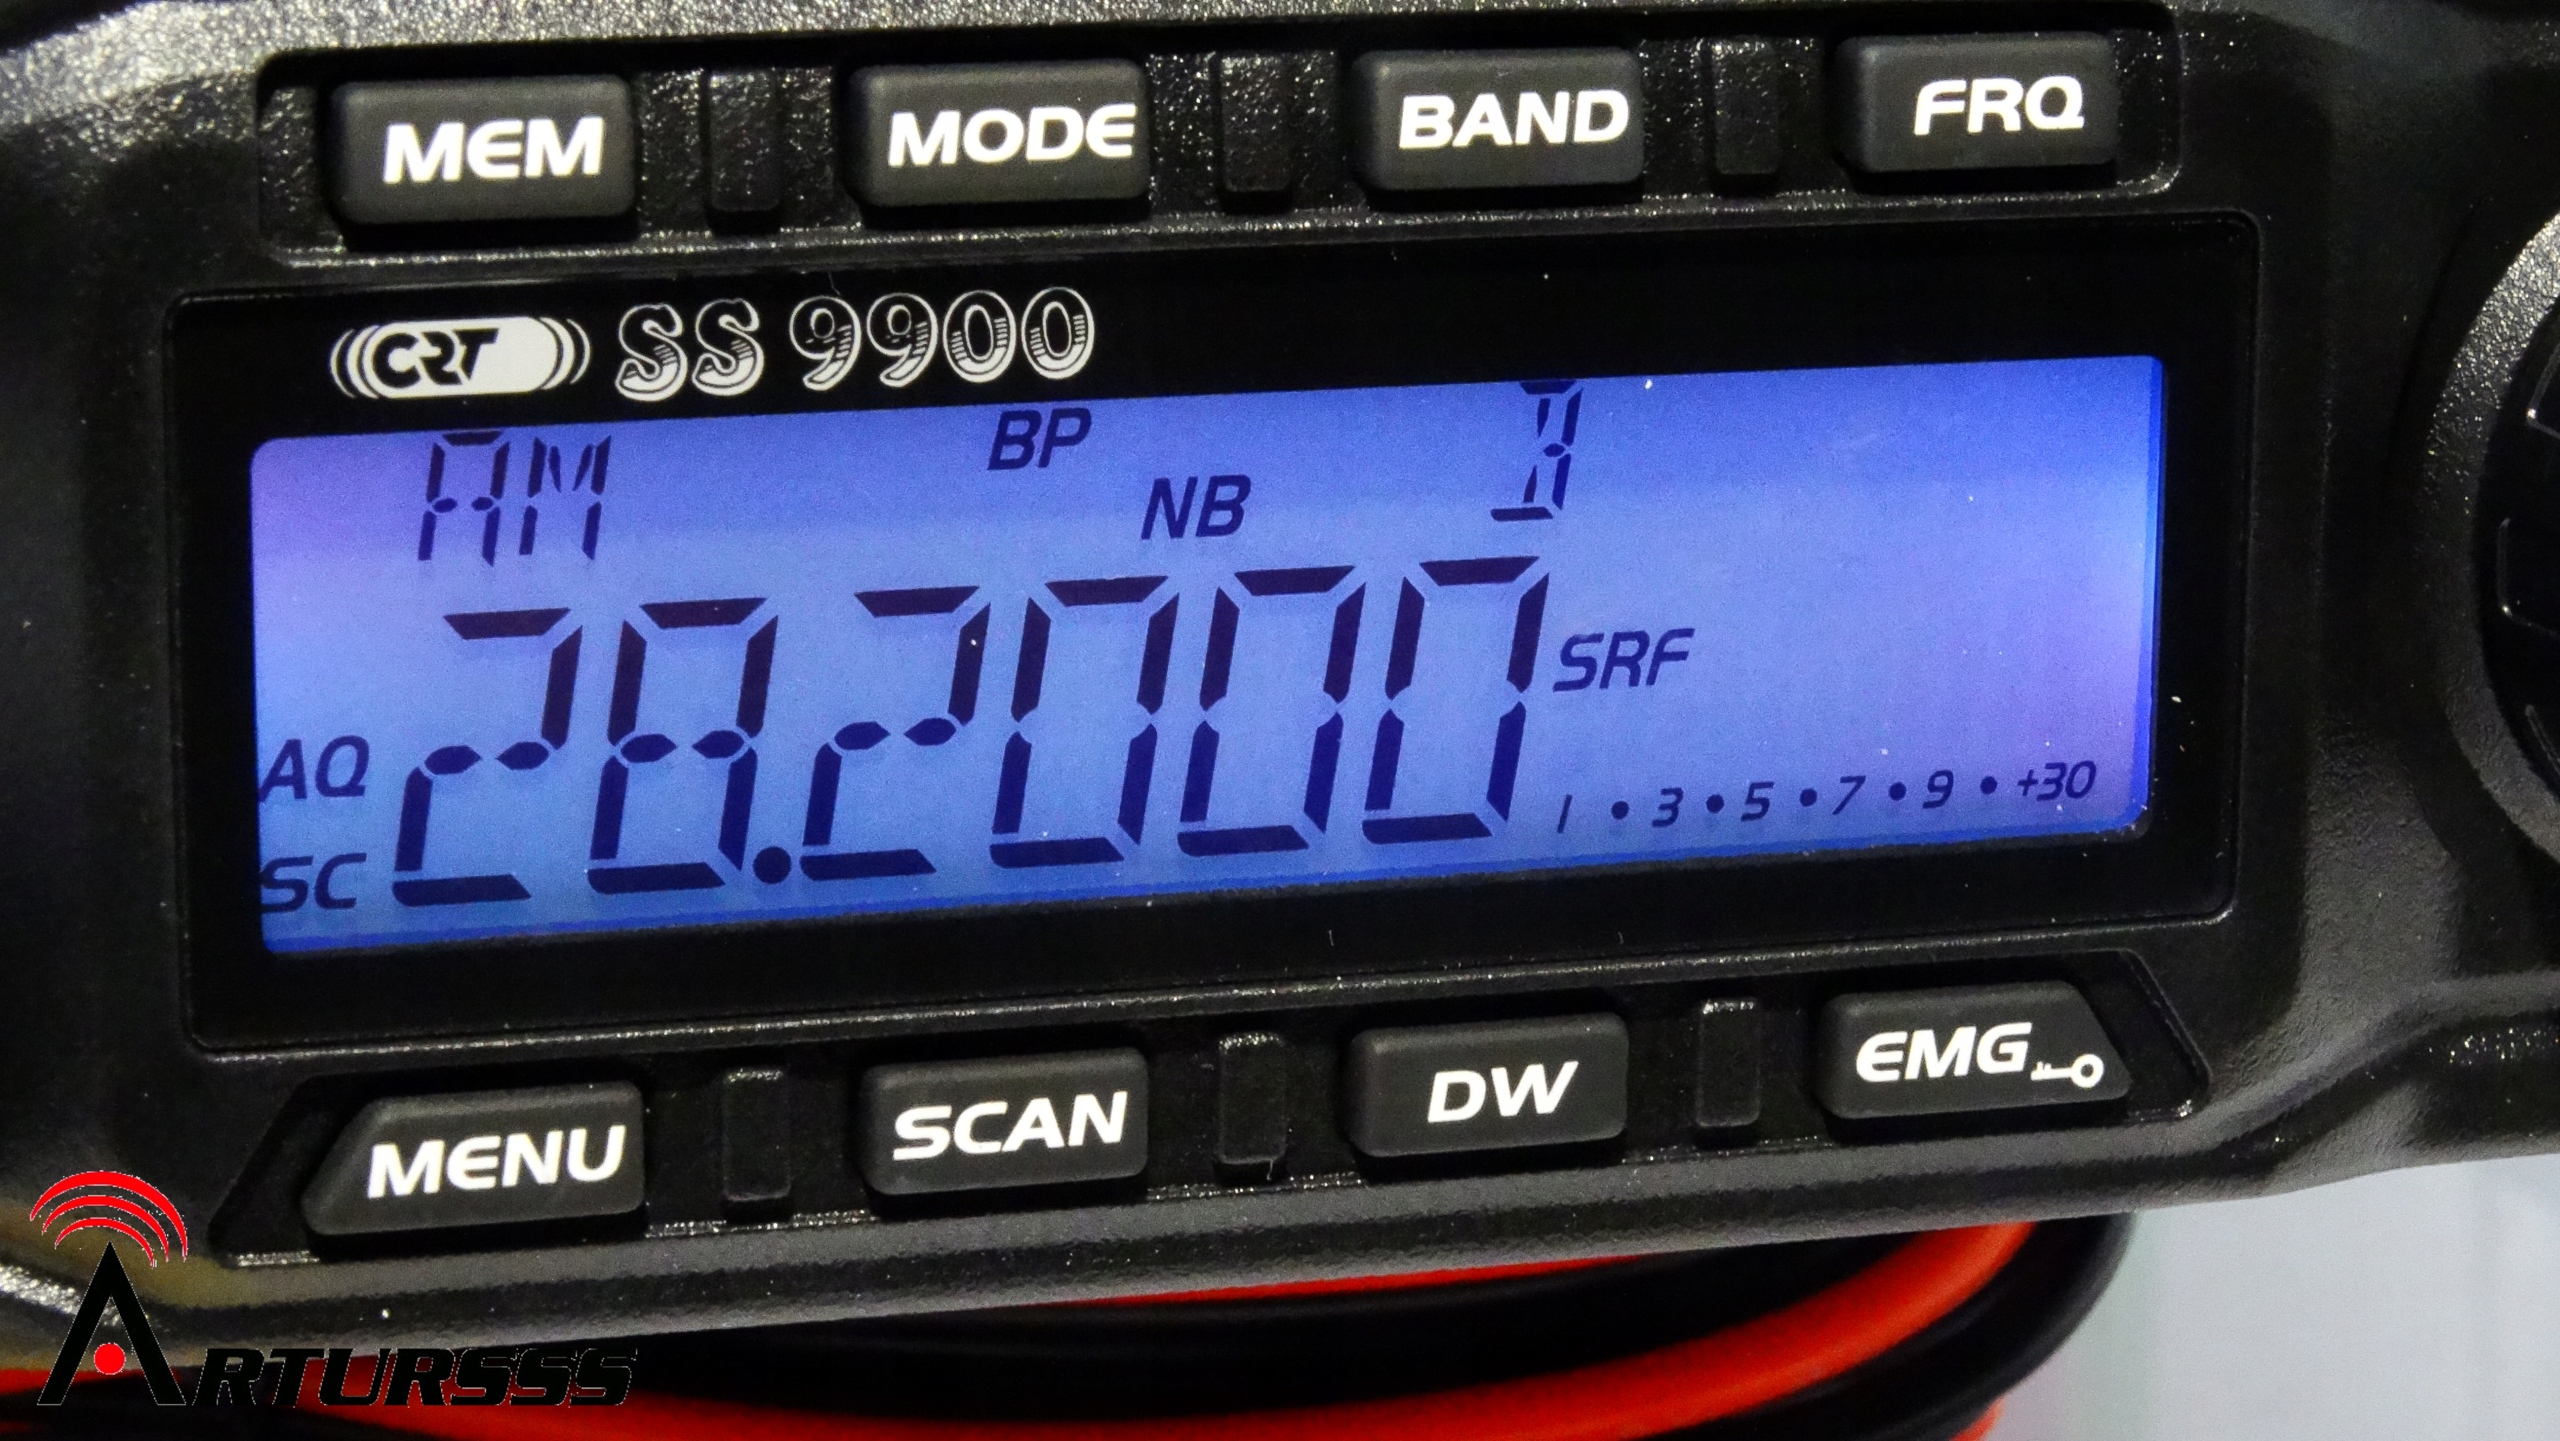 MEM MODE BAND FRQ
CRT SS 9900
AM BP
NB
28.2000 SRF
AQ
SC
1 • 3 • 5 • 7 • 9 • +30
MENU SCAN DW EMG
ARTURSSS